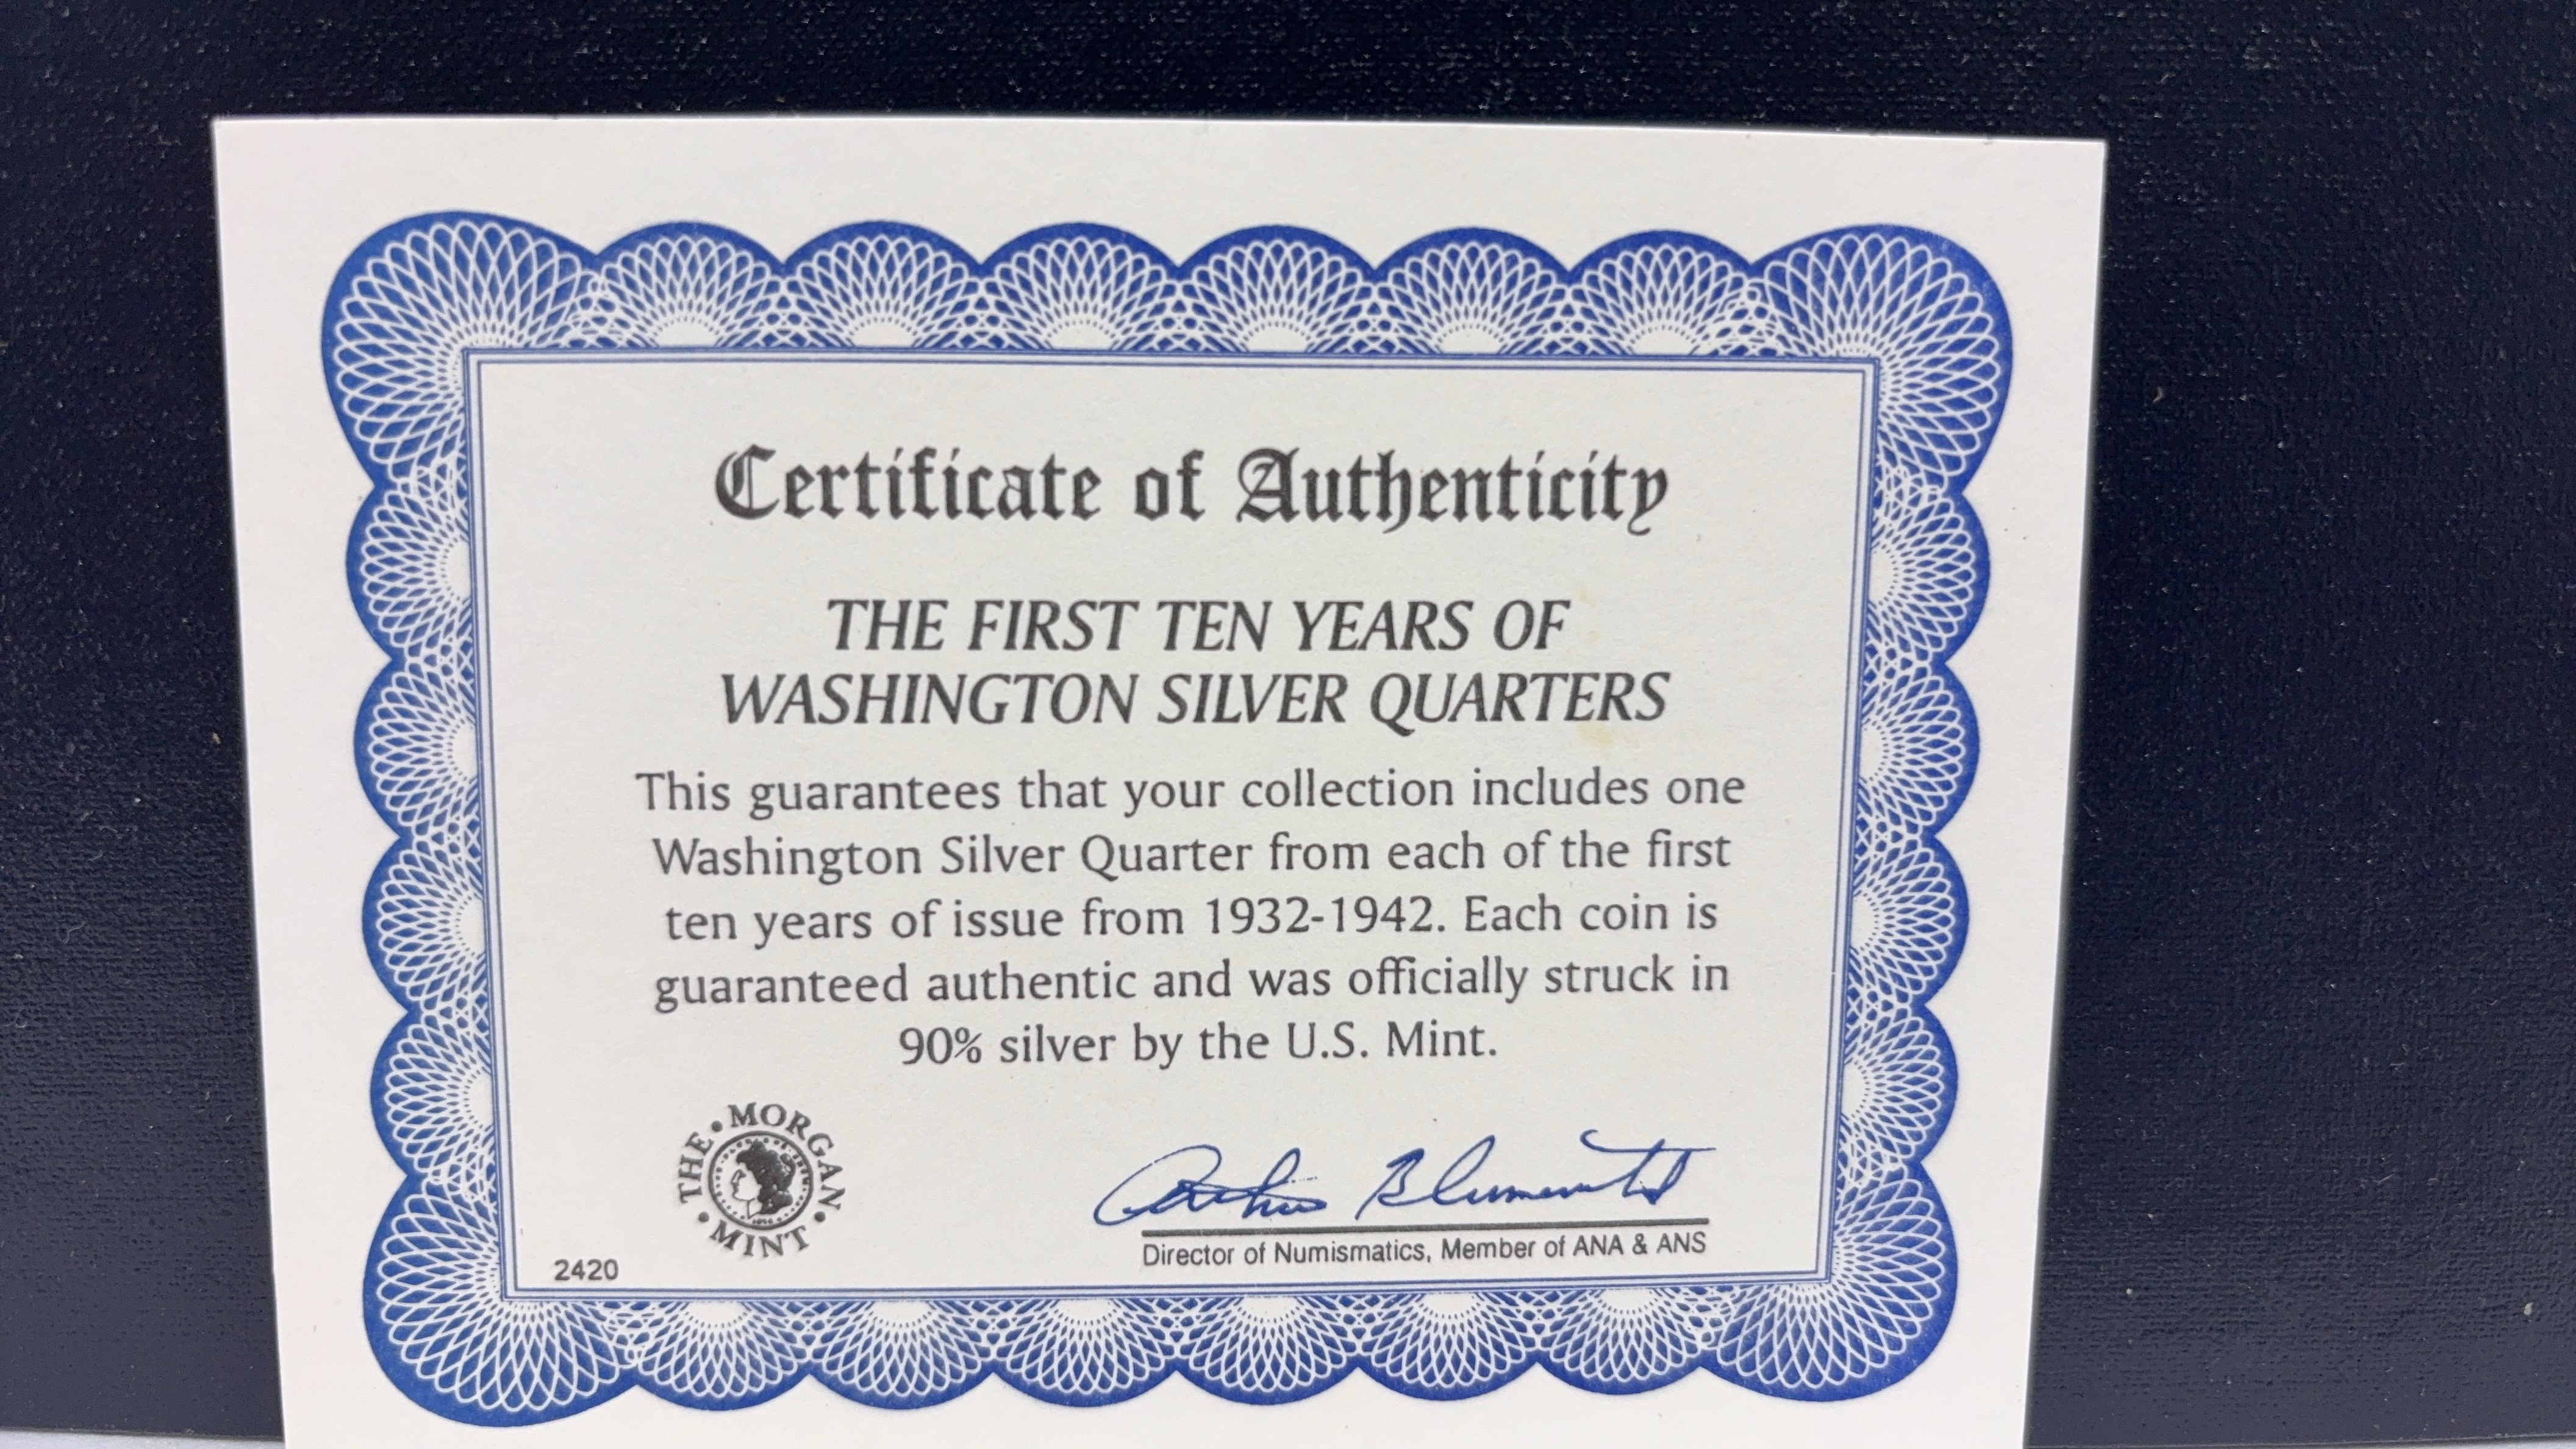 Certificate of Authenticity
THE FIRST TEN YEARS OF
WASHINGTON SILVER QUARTERS
This guarantees that your collection includes one
Washington Silver Quarter from each of the first
ten years of issue from 1932-1942. Each coin is
guaranteed authentic and was officially struck in
90% silver by the U.S. Mint.
THE • MORGAN • MINT •
Director of Numismatics, Member of ANA & ANS
2420